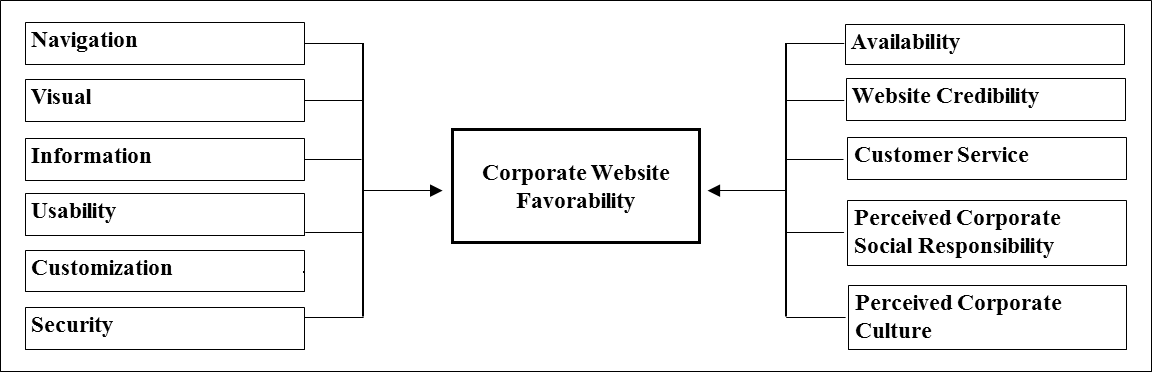 Navigation
Visual
Information
Usability
Customization
Security
Corporate Website
Favorability
Availability
Website Credibility
Customer Service
Perceived Corporate
Social Responsibility
Perceived Corporate
Culture